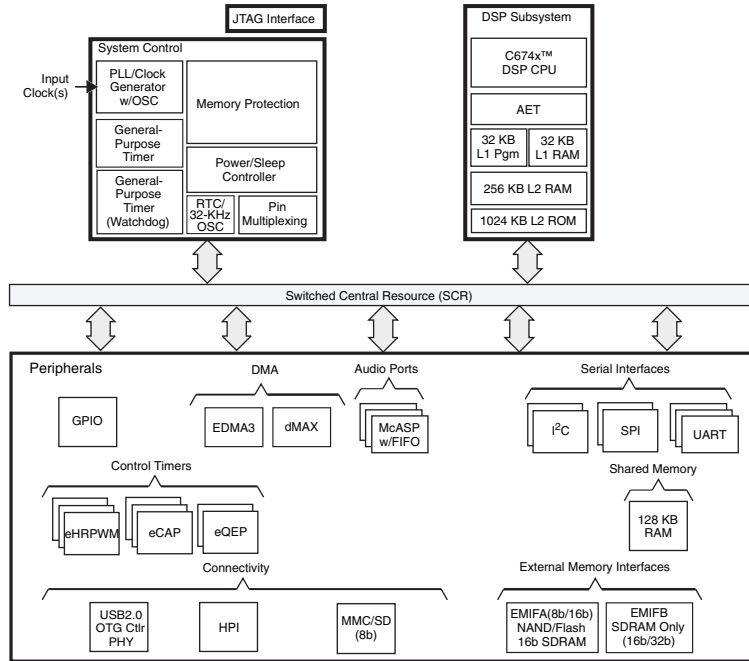 JTAG Interface
System Control
Input
Clock(s)
PLL/Clock
Generator
w/OSC
General-
Purpose
Timer
General-
Purpose
Timer
(Watchdog)
Memory Protection
Power/Sleep
Controller
RTC/
32-KHz
OSC
Pin
Multiplexing
DSP Subsystem
C674x™
DSP CPU
AET
32 KB
L1 Pgm
32 KB
L1 RAM
256 KB L2 RAM
1024 KB L2 ROM
Switched Central Resource (SCR)
Peripherals
GPIO
DMA
EDMA3
dMAX
Audio Ports
McASP
w/FIFO
Serial Interfaces
I²C
SPI
UART
Control Timers
eHRPWM
eCAP
eQEP
Shared Memory
128 KB
RAM
Connectivity
USB2.0
OTG Ctlr
PHY
HPI
MMC/SD
(8b)
External Memory Interfaces
EMIFA(8b/16b)
NAND/Flash
16b SDRAM
EMIFB
SDRAM Only
(16b/32b)